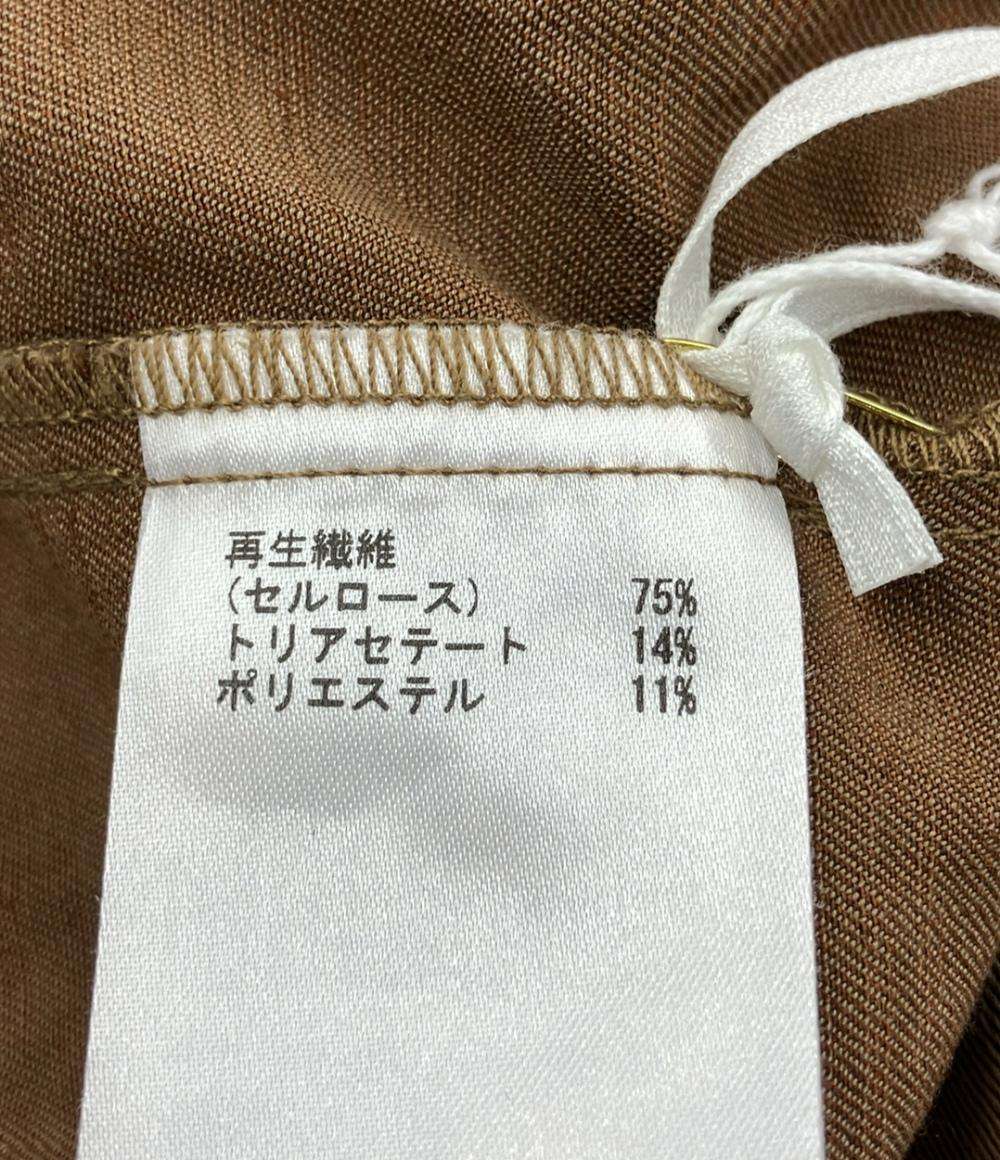 再生繊維
(セルロース) 75%
トリアセテート 14%
ポリエステル 11%